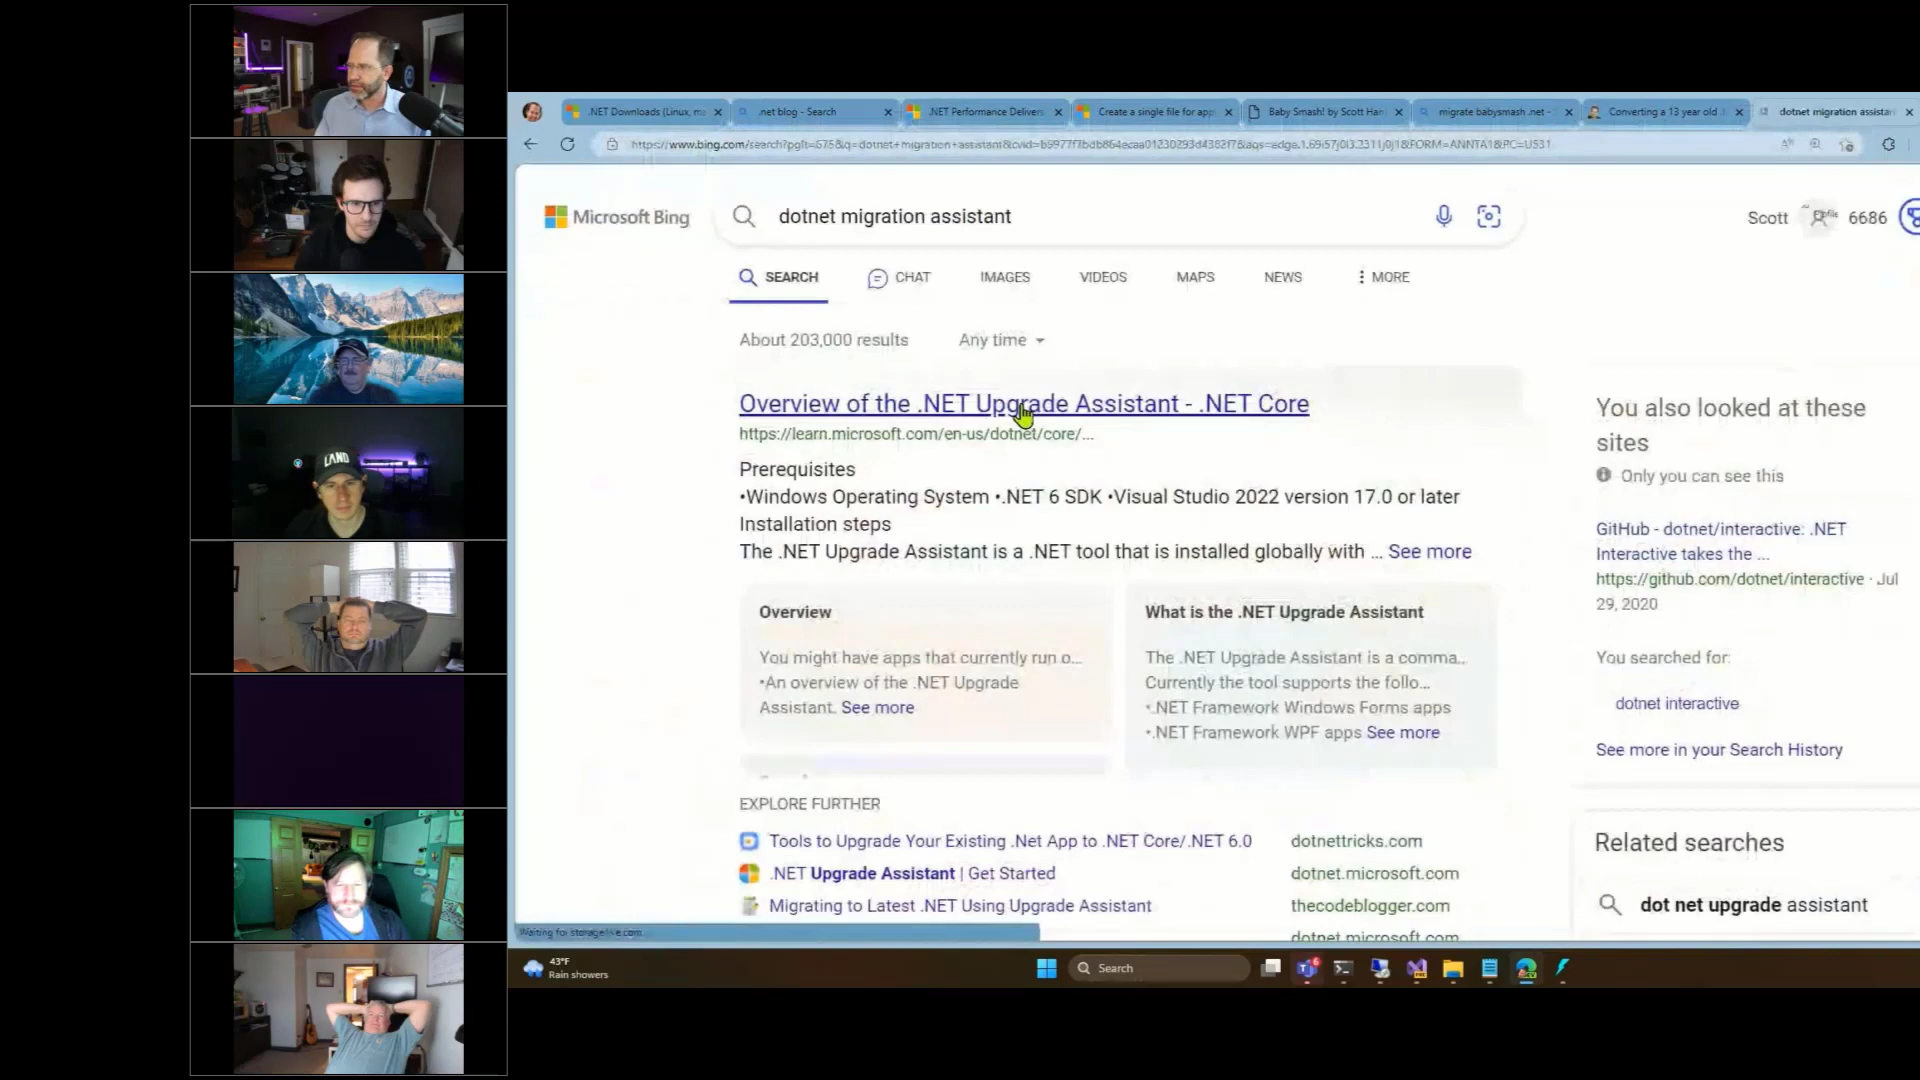 LAND
.NET Downloads (Linux, ma
.net blog - Search
.NET Performance Deliver
Create a single file for app
Baby Smash! by Scott Han
migrate babysmash .net -
Converting a 13 year old
dotnet migration assistan
Microsoft Bing
dotnet migration assistant
Scott
6686
SEARCH
CHAT
IMAGES
VIDEOS
MAPS
NEWS
MORE
About 203,000 results
Any time
Overview of the .NET Upgrade Assistant - .NET Core
https://learn.microsoft.com/en-us/dotnet/core/...
Prerequisites
•Windows Operating System •.NET 6 SDK •Visual Studio 2022 version 17.0 or later
Installation steps
The .NET Upgrade Assistant is a .NET tool that is installed globally with ... See more
Overview
You might have apps that currently run o...
•An overview of the .NET Upgrade
Assistant. See more
What is the .NET Upgrade Assistant
The .NET Upgrade Assistant is a comma...
Currently the tool supports the follo...
•.NET Framework Windows Forms apps
•.NET Framework WPF apps See more
EXPLORE FURTHER
Tools to Upgrade Your Existing .Net App to .NET Core/.NET 6.0
dotnettricks.com
.NET Upgrade Assistant | Get Started
dotnet.microsoft.com
Migrating to Latest .NET Using Upgrade Assistant
thecodeblogger.com
dotnet.microsoft.com
You also looked at these
sites
Only you can see this
GitHub - dotnet/interactive: .NET
Interactive takes the ...
https://github.com/dotnet/interactive · Jul
29, 2020
You searched for:
dotnet interactive
See more in your Search History
Related searches
dot net upgrade assistant
Waiting for storage.live.com...
43°F
Rain showers
Search